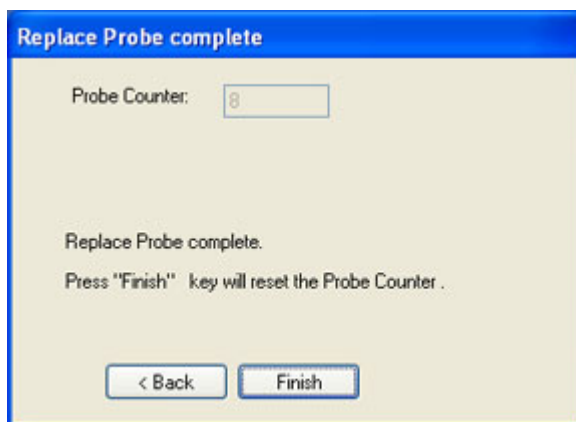 Replace Probe complete
Probe Counter: 8
Replace Probe complete.
Press "Finish" key will reset the Probe Counter .
< Back Finish